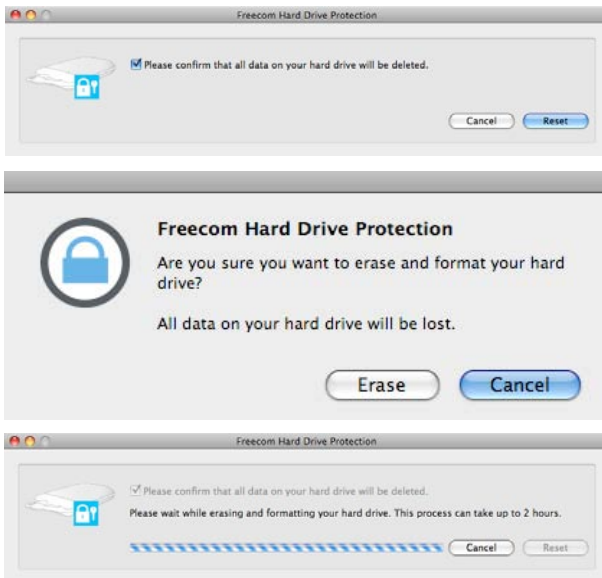 Freecom Hard Drive Protection
Please confirm that all data on your hard drive will be deleted.
Cancel Reset
Freecom Hard Drive Protection
Are you sure you want to erase and format your hard
drive?
All data on your hard drive will be lost.
Erase Cancel
Freecom Hard Drive Protection
Please confirm that all data on your hard drive will be deleted.
Please wait while erasing and formatting your hard drive. This process can take up to 2 hours.
Cancel Reset